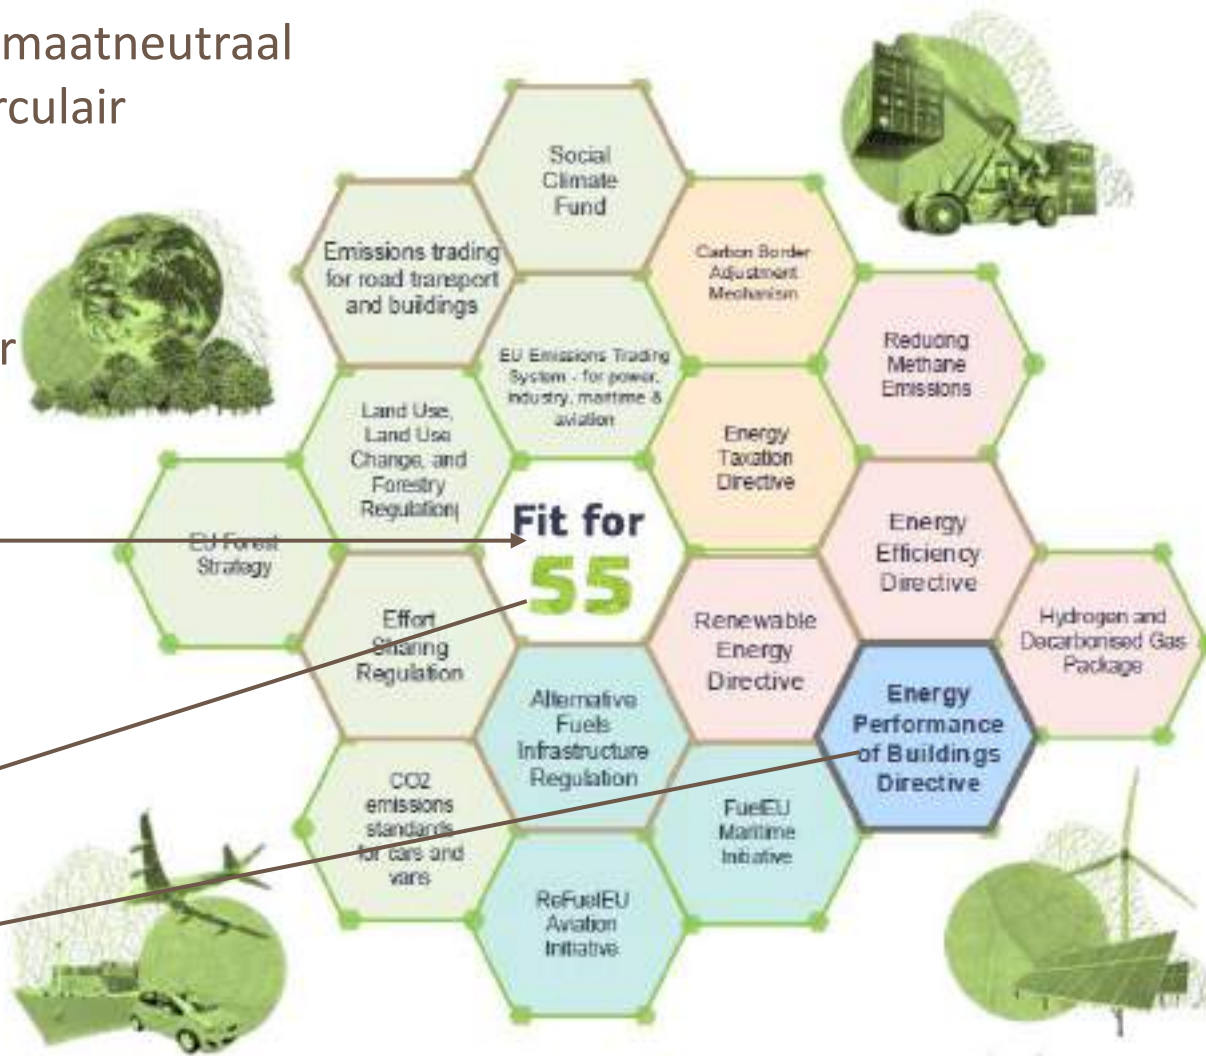 maatneutraal
rculair
r
Social
Climate
Fund
Emissions trading
for road transport
and buildings
Carbon Border
Adjustment
Mechanism
EU Emissions Trading
System - for power,
industry, maritime &
aviation
Reducing
Methane
Emissions
Land Use,
Land Use
Change, and
Forestry
Regulation
Energy
Taxation
Directive
EU Forest
Strategy
Fit for
55
Energy
Efficiency
Directive
Effort
Sharing
Regulation
Renewable
Energy
Directive
Hydrogen and
Decarbonised Gas
Package
Alternative
Fuels
Infrastructure
Regulation
Energy
Performance
of Buildings
Directive
CO2
emissions
standards
for cars and
vans
FuelEU
Maritime
Initiative
ReFuelEU
Aviation
Initiative